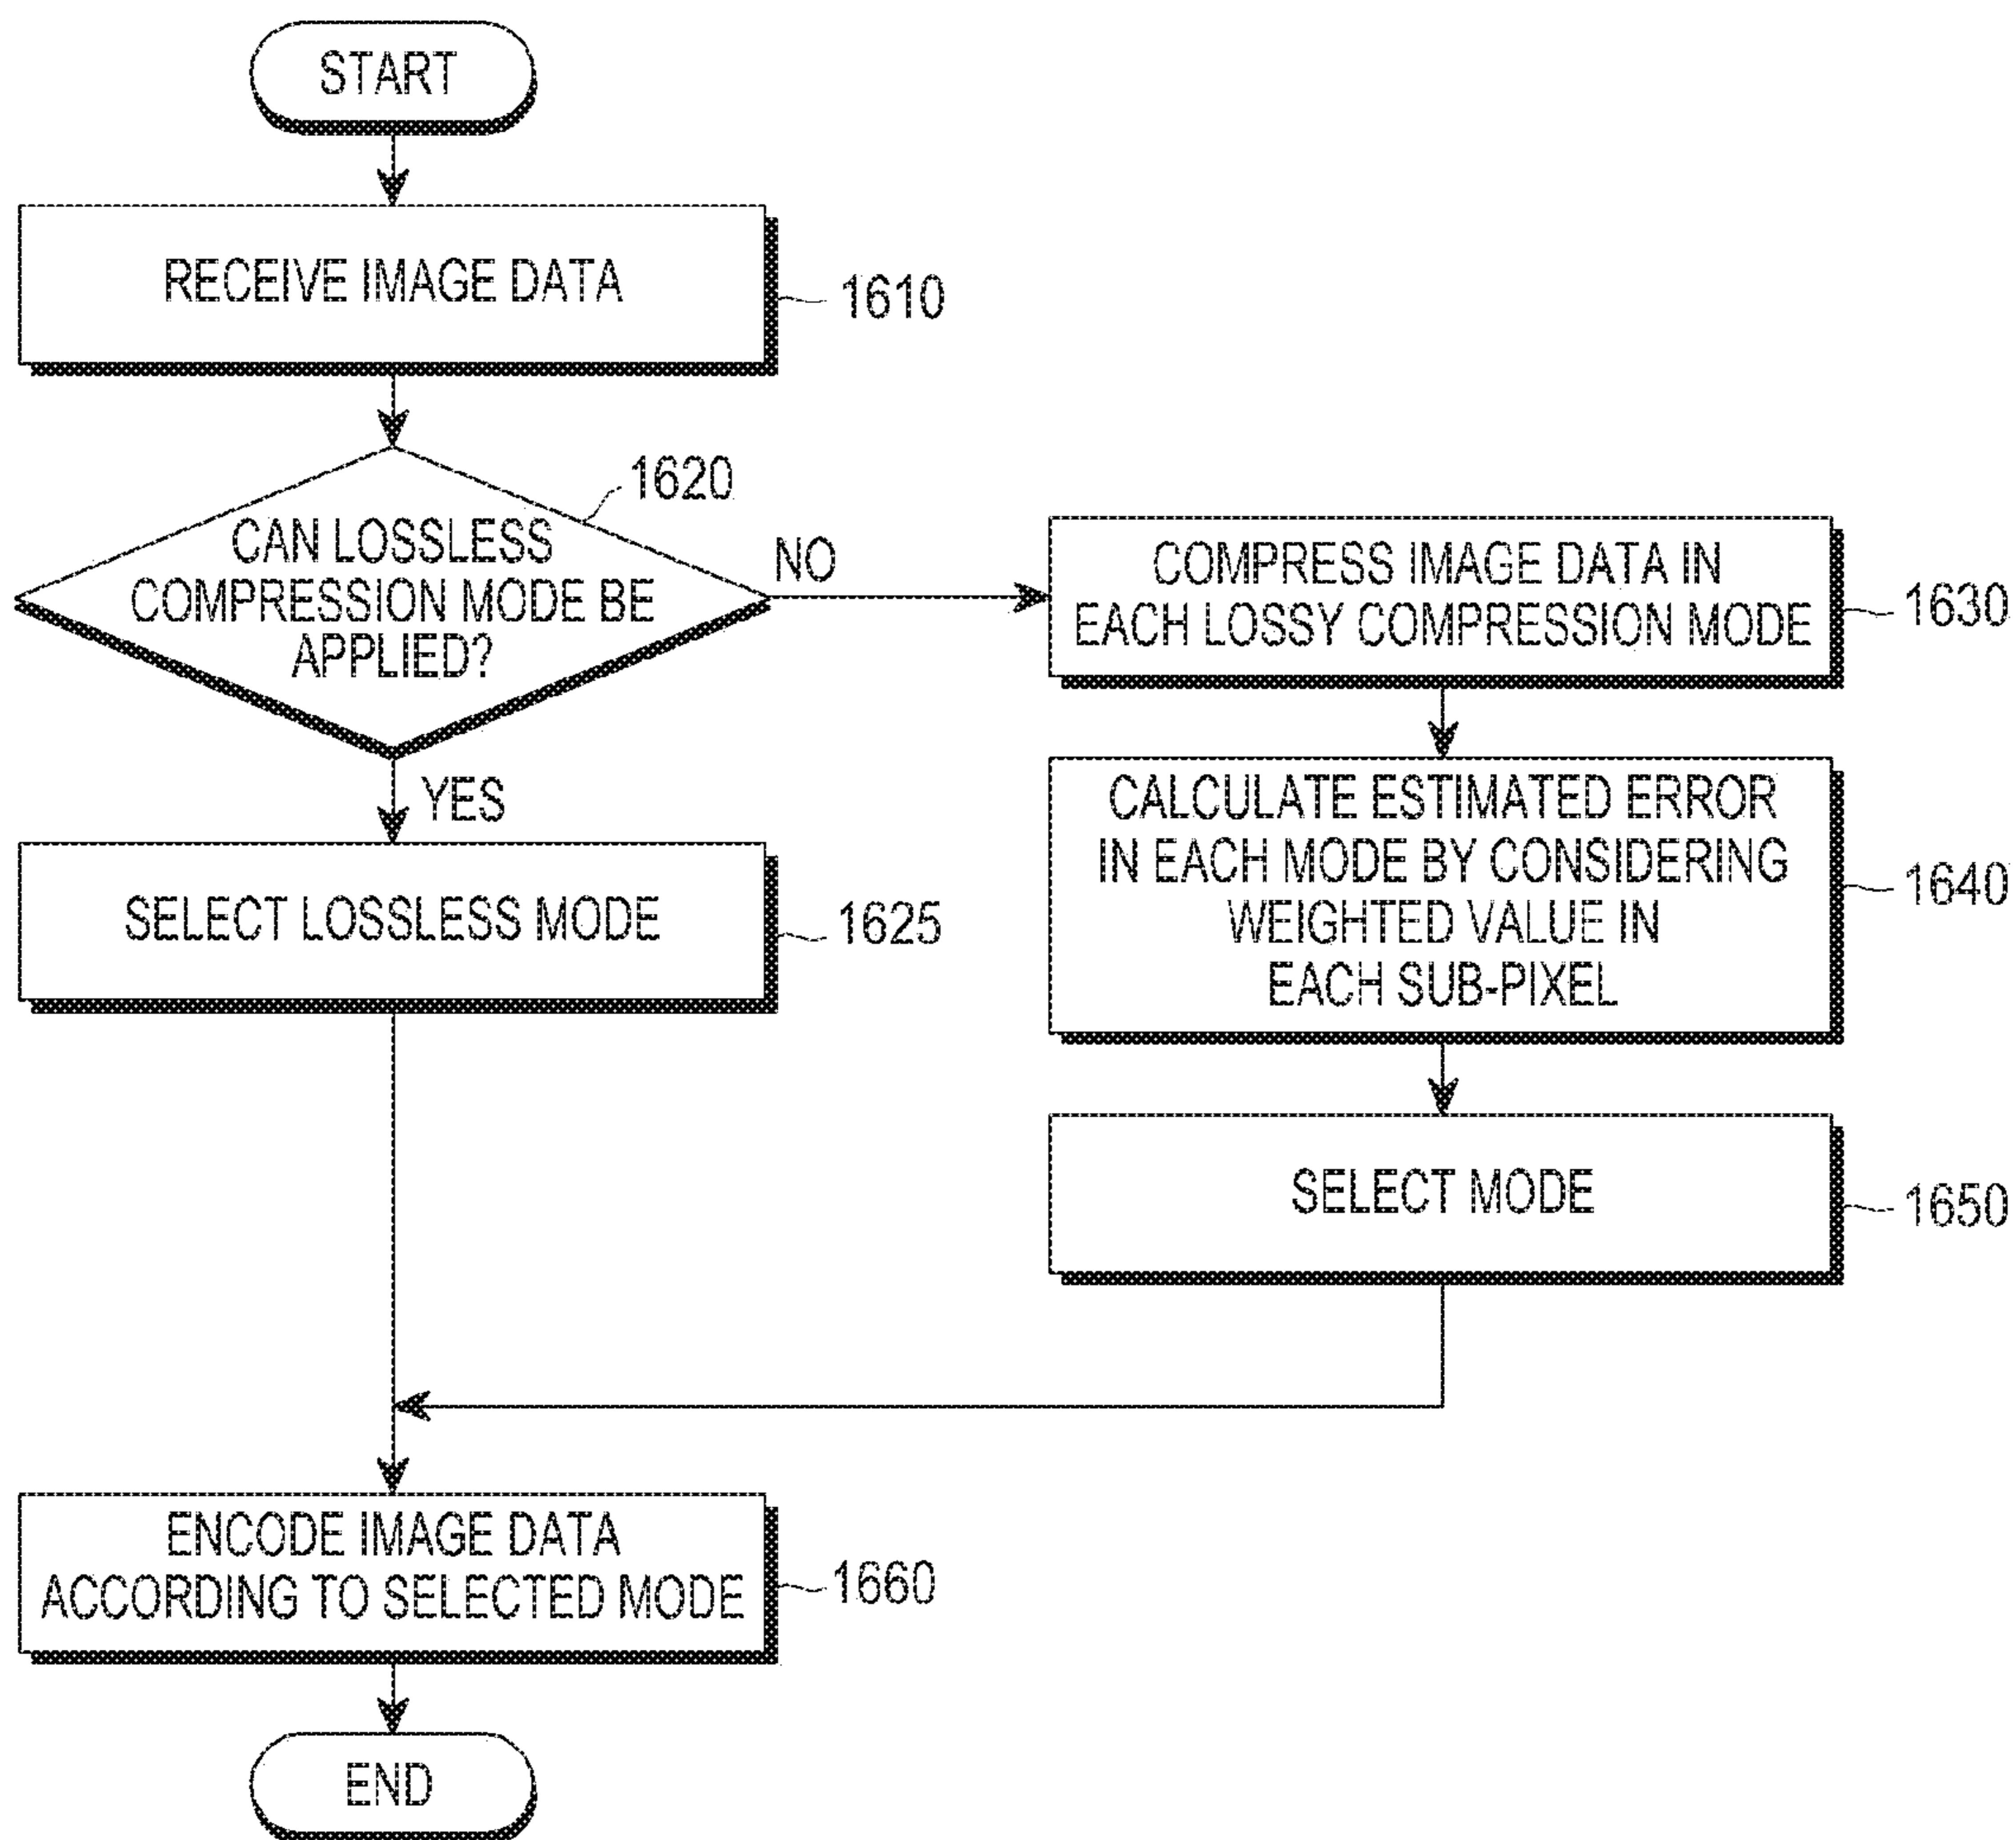 START
RECEIVE IMAGE DATA
1610
1620
CAN LOSSLESS
COMPRESSION MODE BE
APPLIED?
NO
YES
COMPRESS IMAGE DATA IN
EACH LOSSY COMPRESSION MODE
1630
CALCULATE ESTIMATED ERROR
IN EACH MODE BY CONSIDERING
WEIGHTED VALUE IN
EACH SUB-PIXEL
1640
SELECT LOSSLESS MODE
1625
SELECT MODE
1650
ENCODE IMAGE DATA
ACCORDING TO SELECTED MODE
1660
END